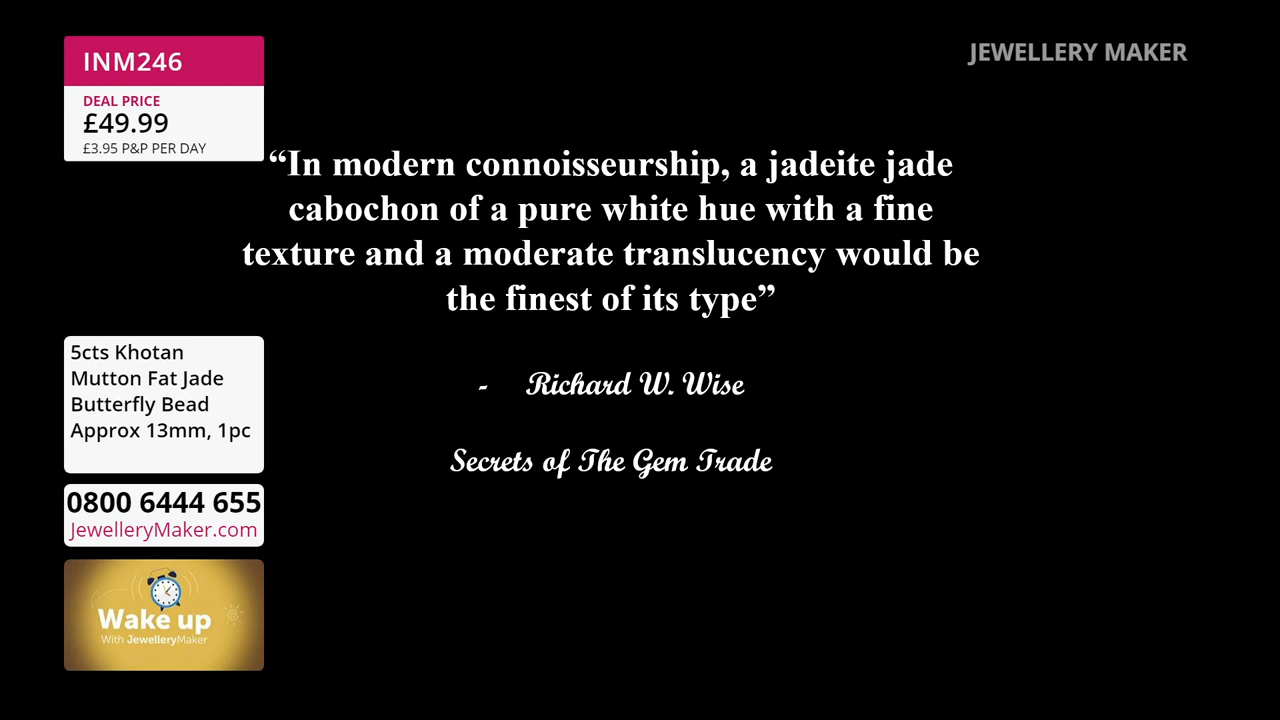 INM246
DEAL PRICE
£49.99
£3.95 P&P PER DAY
JEWELLERY MAKER
“In modern connoisseurship, a jadeite jade
cabochon of a pure white hue with a fine
texture and a moderate translucency would be
the finest of its type”
- Richard W. Wise
Secrets of The Gem Trade
5cts Khotan
Mutton Fat Jade
Butterfly Bead
Approx 13mm, 1pc
0800 6444 655
JewelleryMaker.com
Wake up
With JewelleryMaker